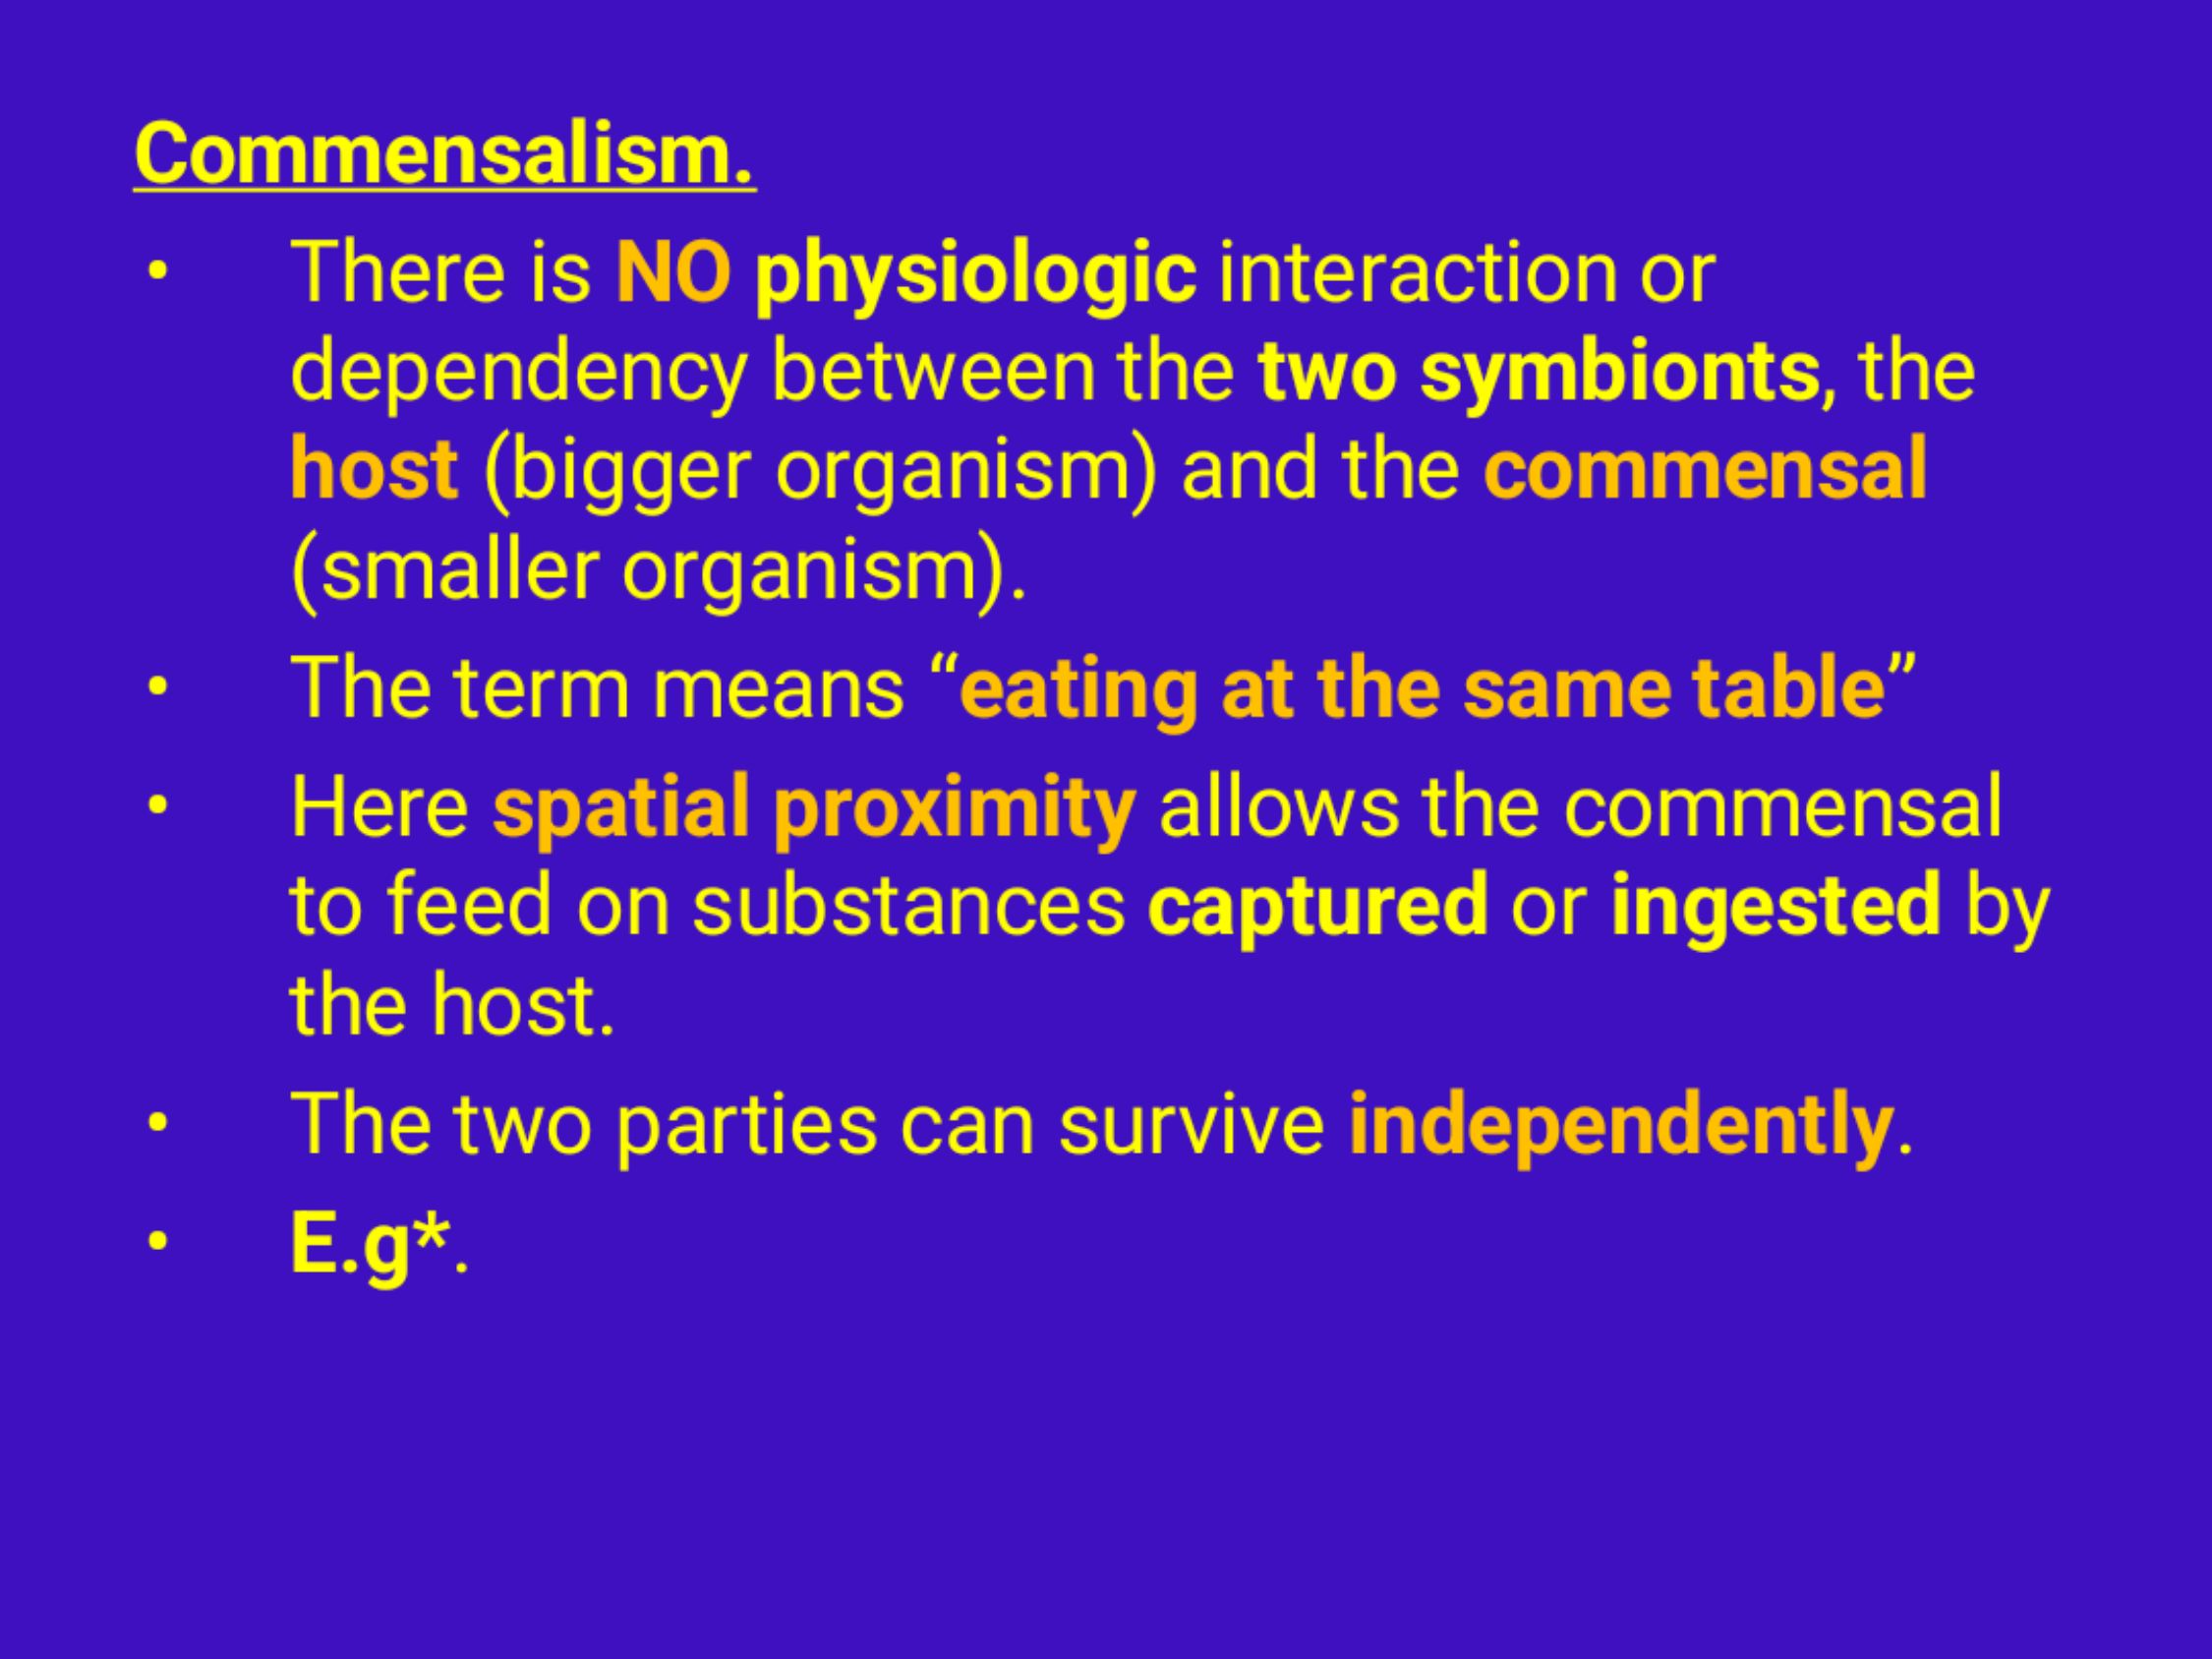 Commensalism.
• There is NO physiologic interaction or
dependency between the two symbionts, the
host (bigger organism) and the commensal
(smaller organism).
• The term means “eating at the same table”
• Here spatial proximity allows the commensal
to feed on substances captured or ingested by
the host.
• The two parties can survive independently.
• E.g*.